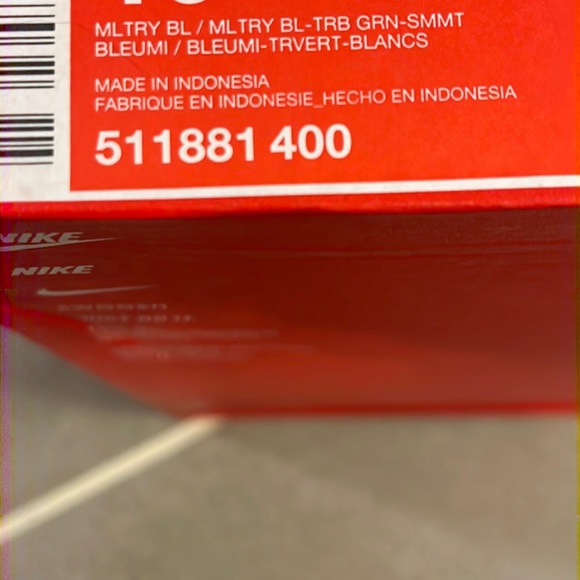 MLTRY BL / MLTRY BL-TRB GRN-SMMT
BLEUMI / BLEUMI-TRVERT-BLANCS
MADE IN INDONESIA
FABRIQUE EN INDONESIE_HECHO EN INDONESIA
511881 400
NIKE
NIKE